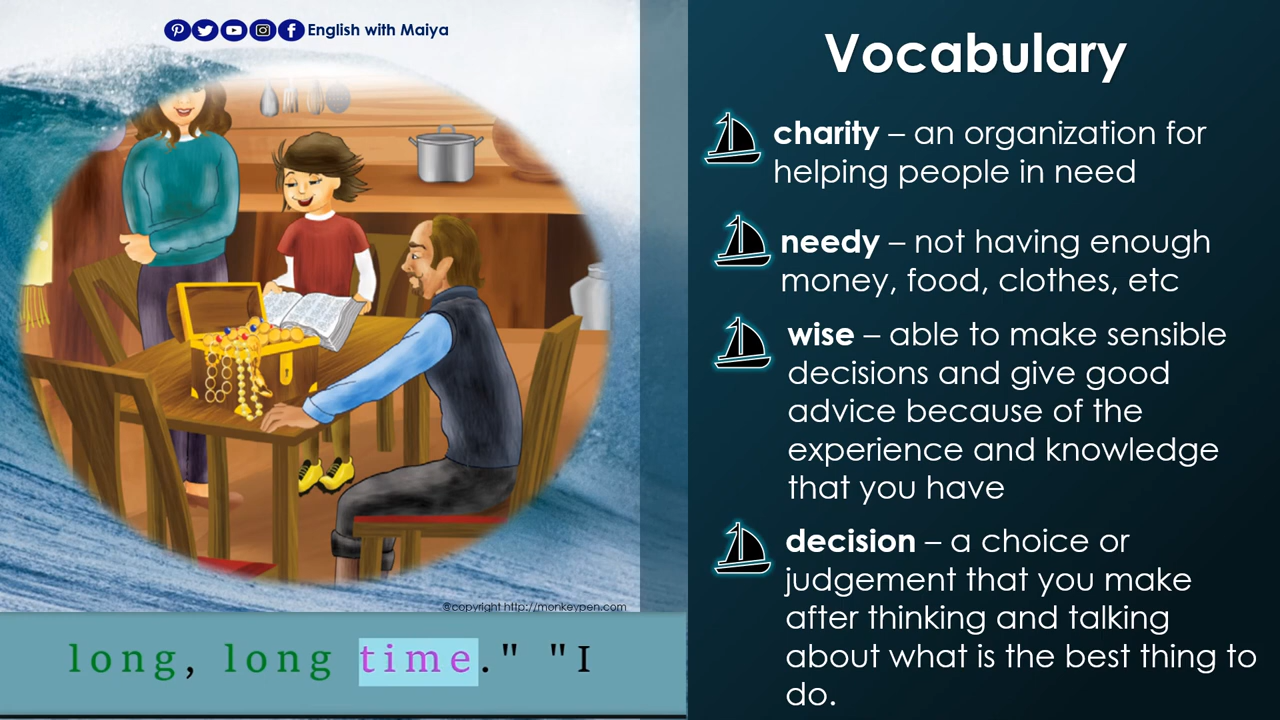 English with Maiya
©copyright http://monkeypen.com
long, long time." "I
Vocabulary
charity – an organization for
helping people in need
needy – not having enough
money, food, clothes, etc
wise – able to make sensible
decisions and give good
advice because of the
experience and knowledge
that you have
decision – a choice or
judgement that you make
after thinking and talking
about what is the best thing to
do.